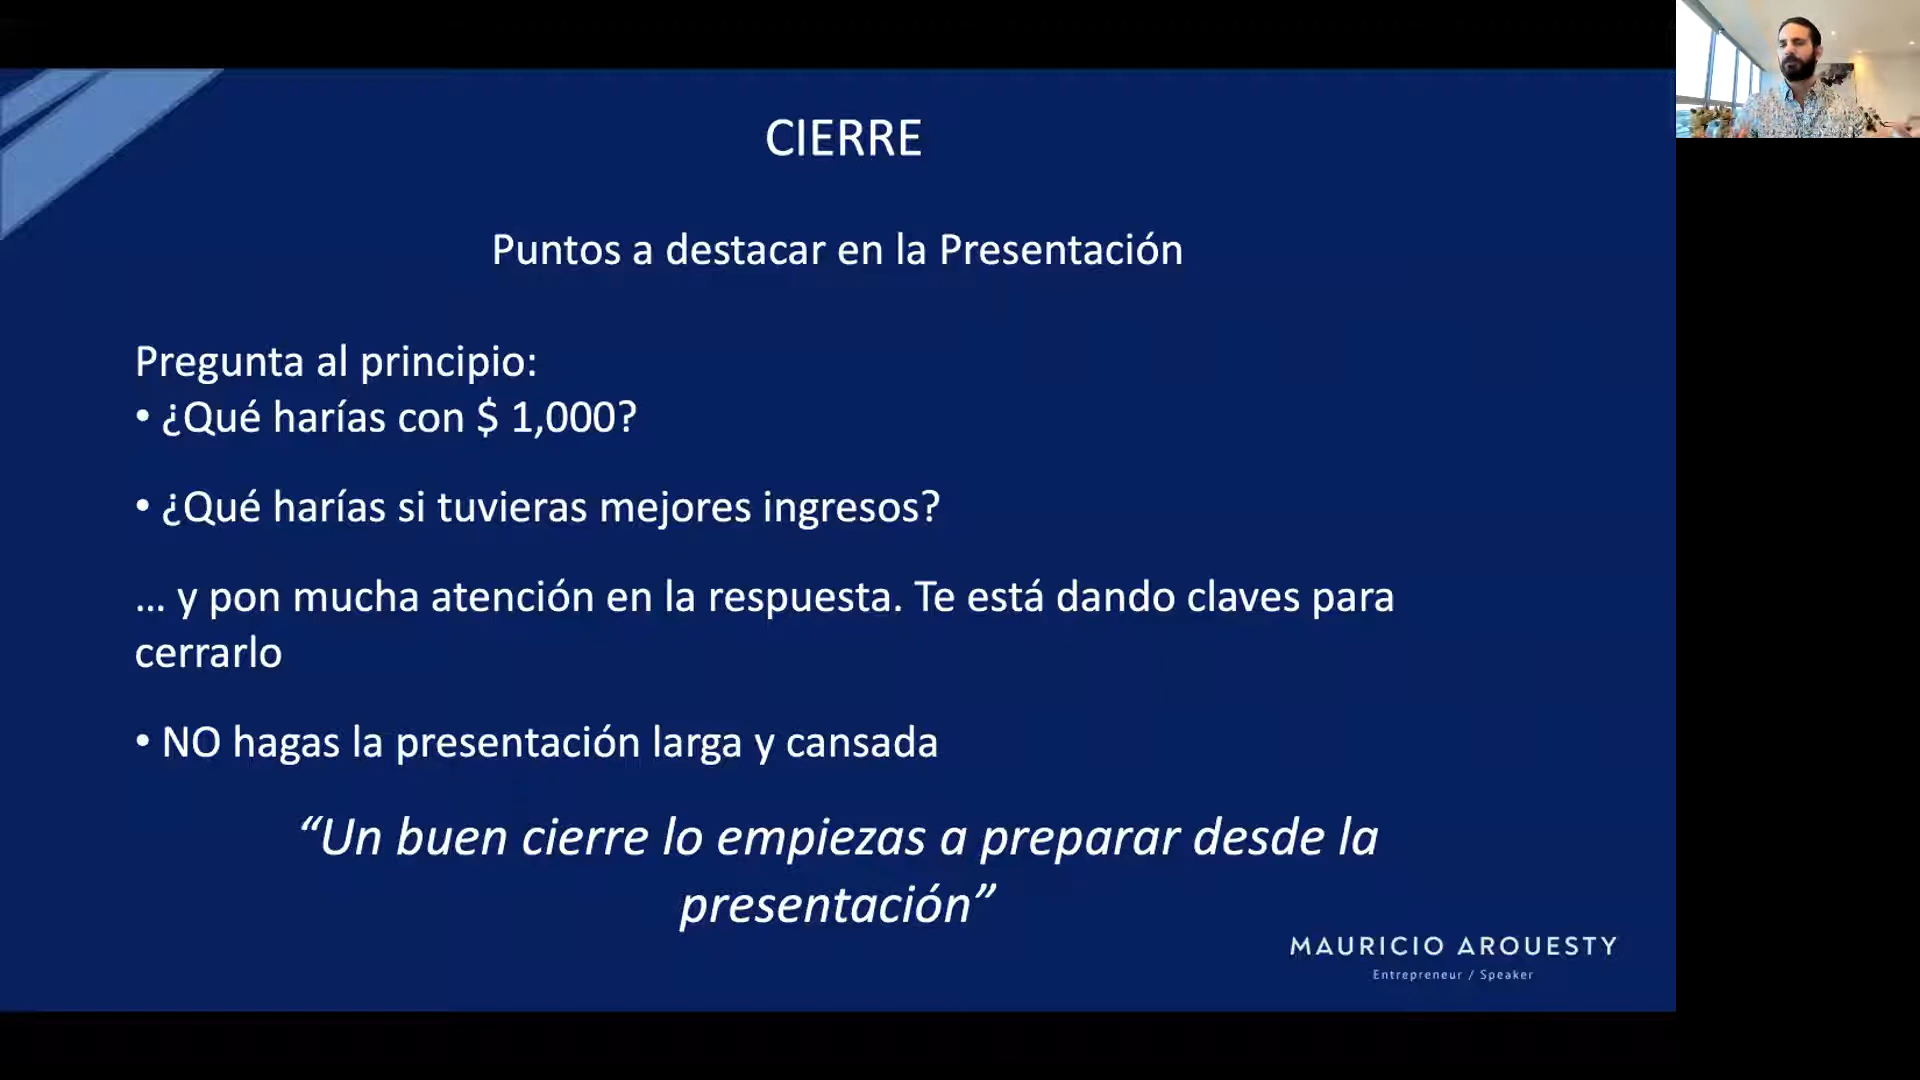 CIERRE
Puntos a destacar en la Presentación
Pregunta al principio:
• ¿Qué harías con $ 1,000?
• ¿Qué harías si tuvieras mejores ingresos?
... y pon mucha atención en la respuesta. Te está dando claves para
cerrarlo
• NO hagas la presentación larga y cansada
“Un buen cierre lo empiezas a preparar desde la
presentación”
MAURICIO AROUESTY
Entrepreneur / Speaker